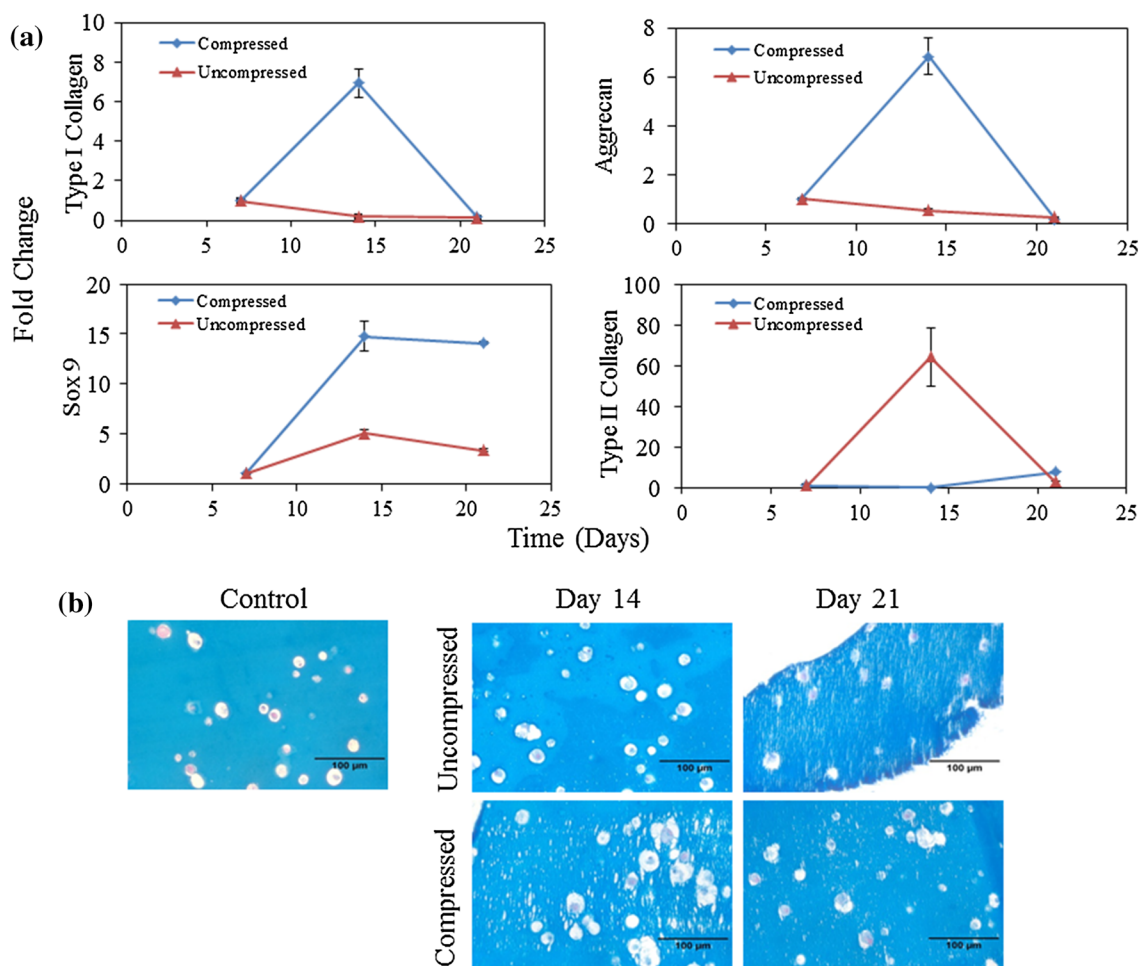 (a)
Fold Change
Type I Collagen
10
8
6
4
2
0
Compressed
Uncompressed
0 5 10 15 20 25
Aggrecan
8
6
4
2
0
Compressed
Uncompressed
0 5 10 15 20 25
Sox 9
20
15
10
5
0
Compressed
Uncompressed
0 5 10 15 20 25
Type II Collagen
100
80
60
40
20
0
Compressed
Uncompressed
0 5 10 15 20 25
Time (Days)
(b)
Control
Day 14
Day 21
Uncompressed
Compressed
100 µm
100 µm
100 µm
100 µm
100 µm